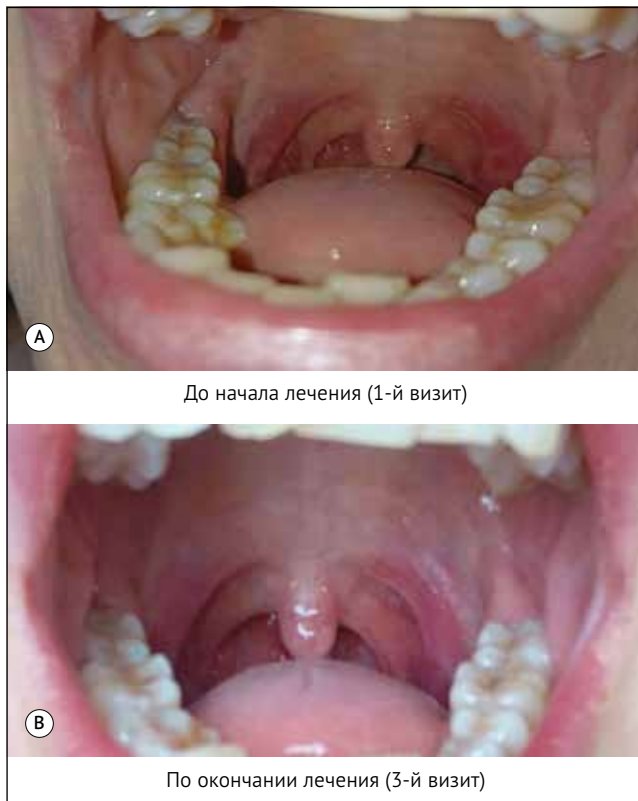 A
До начала лечения (1-й визит)
B
По окончании лечения (3-й визит)